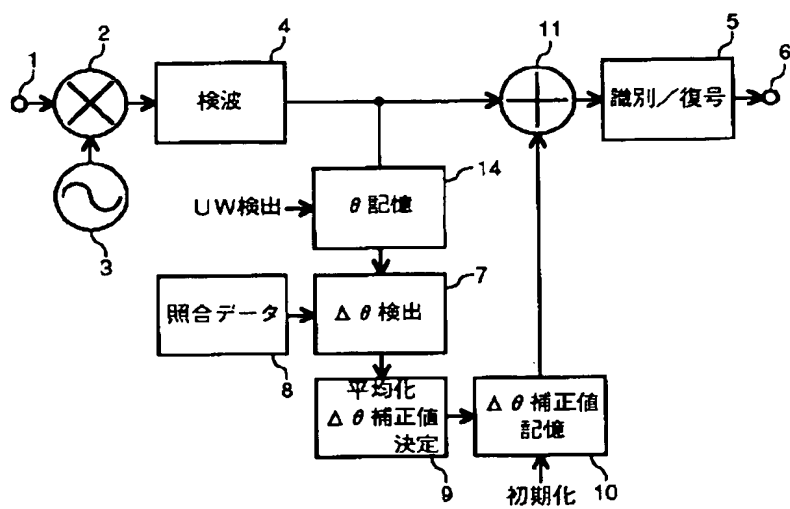 1
2
4
11
5
6
検波
識別／復号
3
UW検出
θ記憶
14
照合データ
8
Δθ検出
7
平均化
Δθ補正値
決定
9
Δθ補正値
記憶
10
初期化